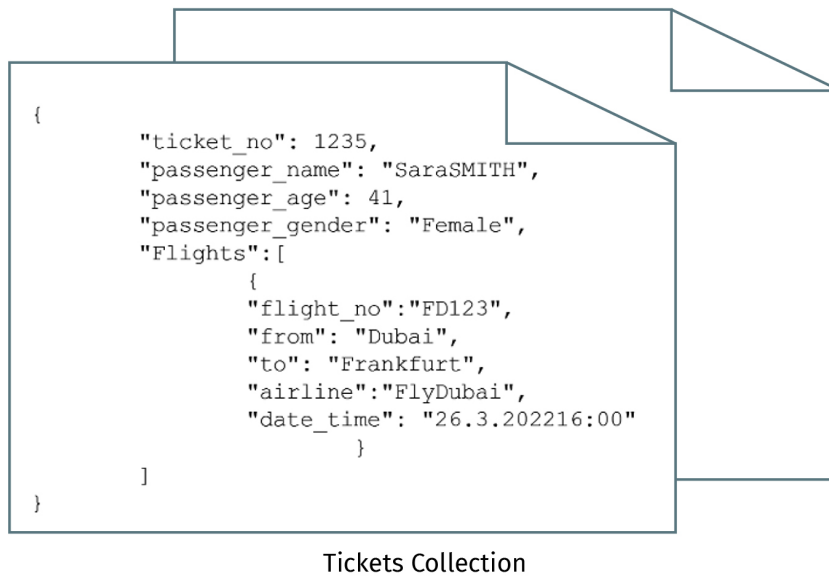 {
"ticket_no": 1235,
"passenger_name": "SaraSMITH",
"passenger_age": 41,
"passenger_gender": "Female",
"Flights":[
{
"flight_no":"FD123",
"from": "Dubai",
"to": "Frankfurt",
"airline":"FlyDubai",
"date_time": "26.3.202216:00"
}
]
}
Tickets Collection